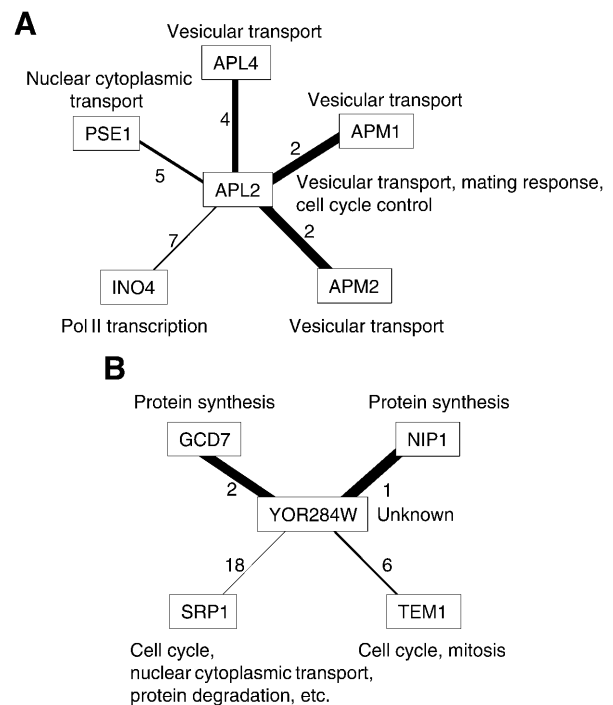 A
Vesicular transport
APL4
Nuclear cytoplasmic
transport
Vesicular transport
PSE1
4
APM1
2
5
APL2
Vesicular transport, mating response,
cell cycle control
7
2
INO4
APM2
Pol II transcription
Vesicular transport
B
Protein synthesis
Protein synthesis
GCD7
NIP1
2
1
YOR284W
Unknown
18
6
SRP1
TEM1
Cell cycle,
nuclear cytoplasmic transport,
protein degradation, etc.
Cell cycle, mitosis